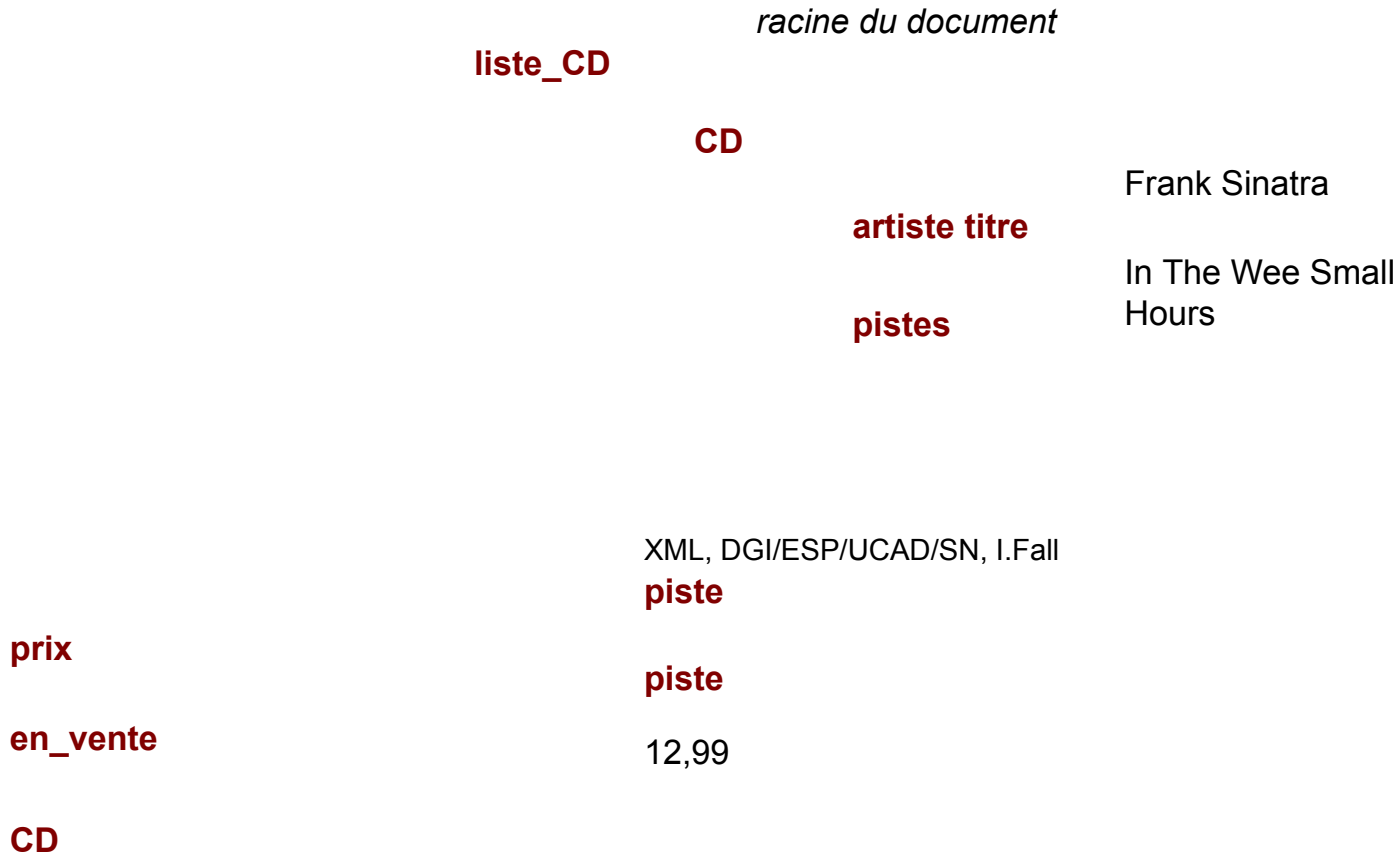 racine du document
liste_CD
CD
Frank Sinatra
artiste titre
In The Wee Small
Hours
pistes
XML, DGI/ESP/UCAD/SN, I.Fall
piste
prix
piste
en_vente
12,99
CD